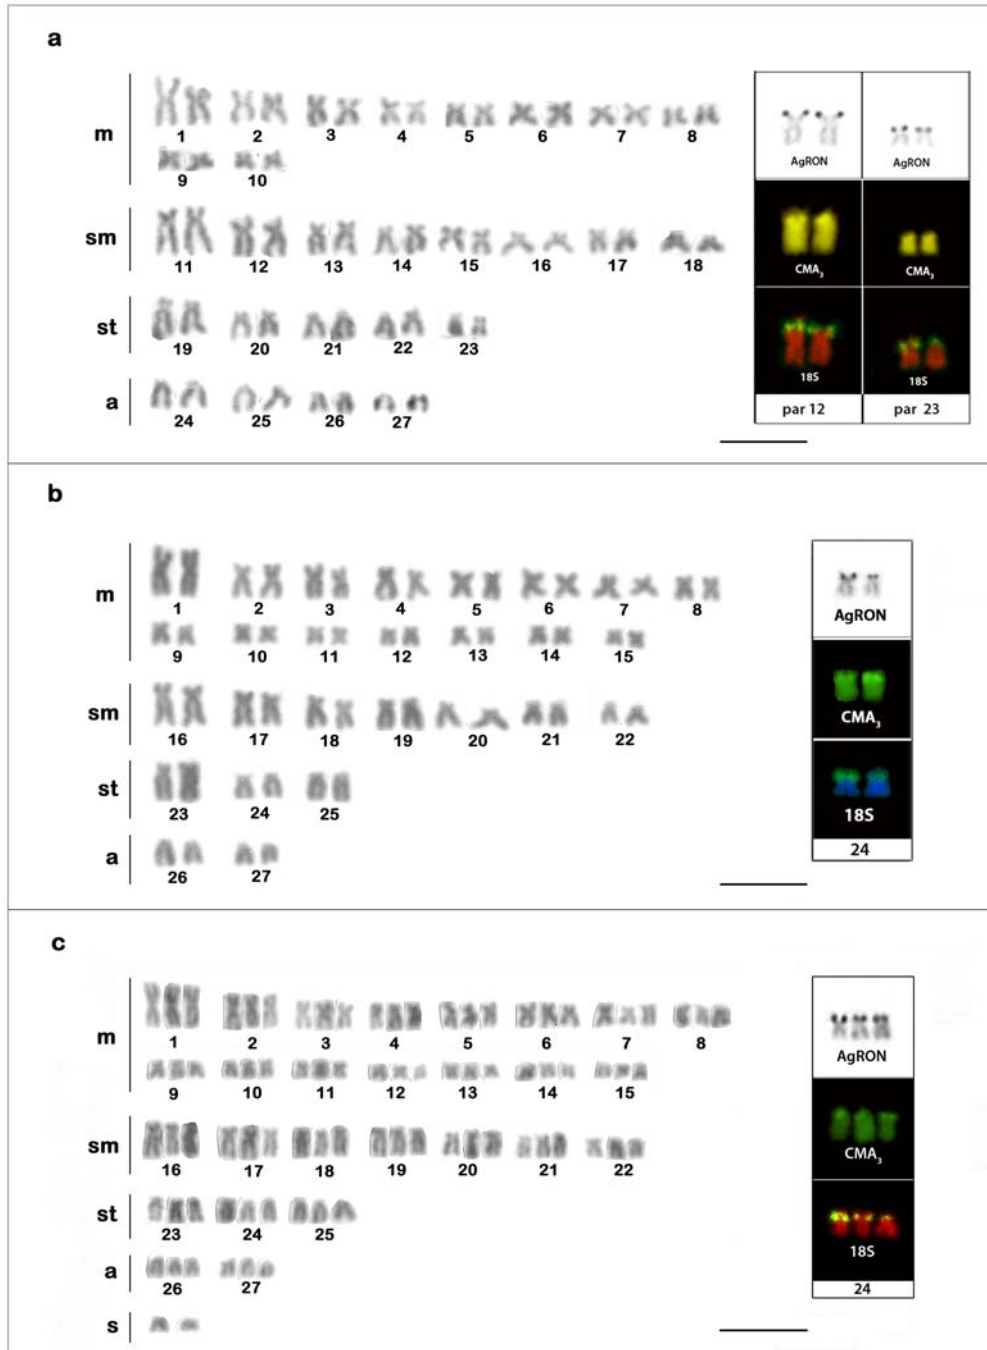 a
m
1 2 3 4 5 6 7 8
9 10
sm
11 12 13 14 15 16 17 18
st
19 20 21 22 23
a
24 25 26 27
AgRON AgRON
CMA₃ CMA₃
18S 18S
par 12 par 23
b
m
1 2 3 4 5 6 7 8
9 10 11 12 13 14 15
sm
16 17 18 19 20 21 22
st
23 24 25
a
26 27
AgRON
CMA₃
18S
24
c
m
1 2 3 4 5 6 7 8
9 10 11 12 13 14 15
sm
16 17 18 19 20 21 22
st
23 24 25
a
26 27
s
AgRON
CMA₃
18S
24